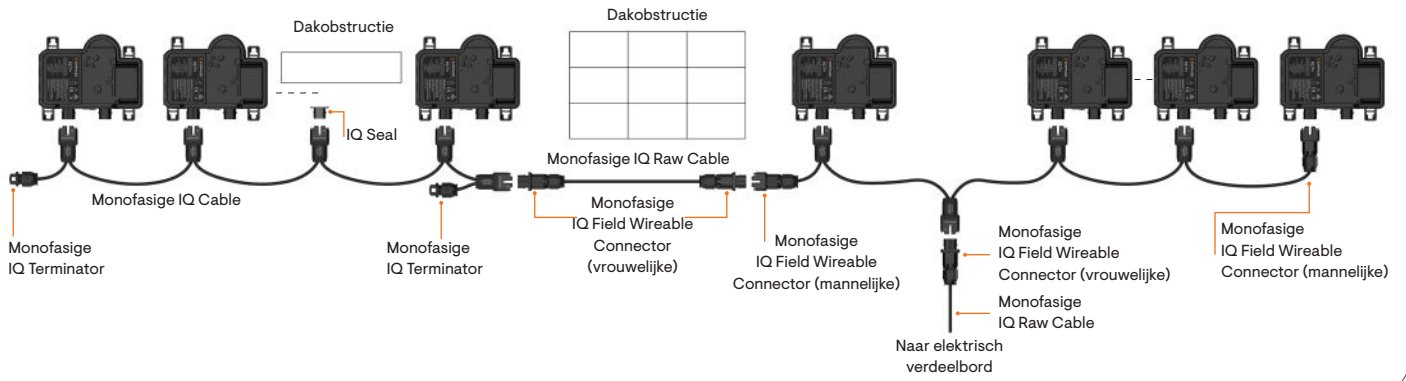 Dakobstructie
Dakobstructie
IQ Seal
Monofasige IQ Raw Cable
Monofasige IQ Cable
Monofasige
IQ Terminator
Monofasige
IQ Terminator
Monofasige
IQ Field Wireable
Connector
(vrouwelijke)
Monofasige
IQ Field Wireable
Connector (mannelijke)
Monofasige
IQ Field Wireable
Connector (vrouwelijke)
Monofasige
IQ Raw Cable
Monofasige
IQ Field Wireable
Connector (mannelijke)
Naar elektrisch
verdeelbord